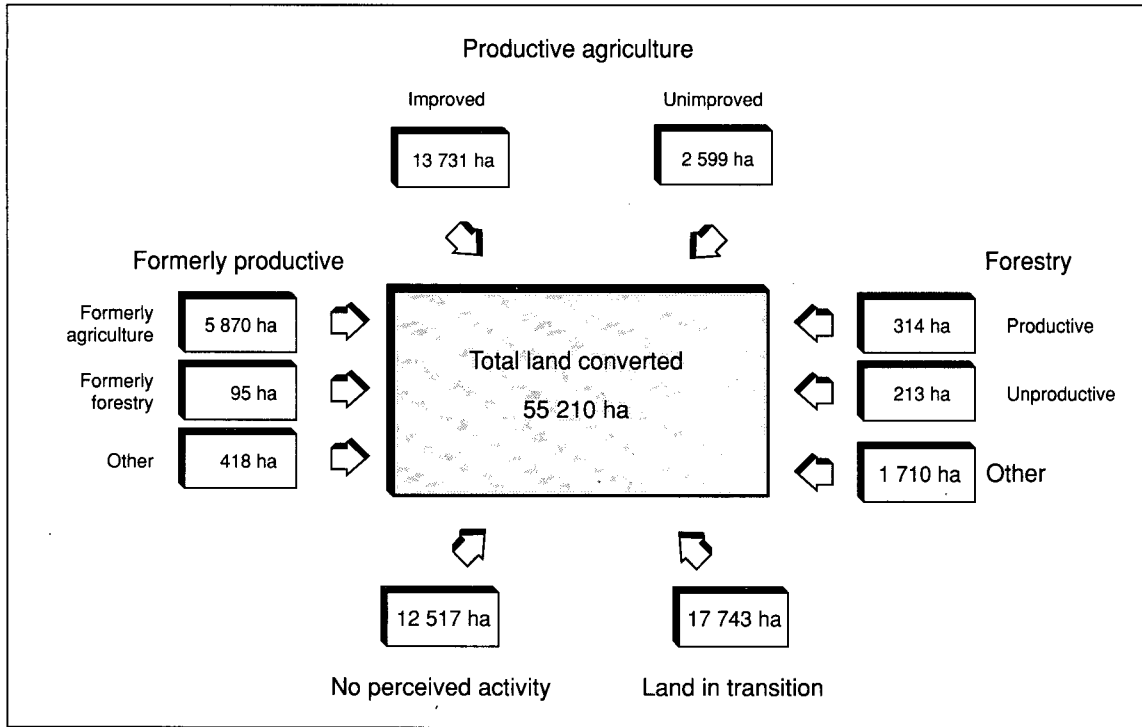 Productive agriculture
Improved
Unimproved
13 731 ha
2 599 ha
Formerly productive
Forestry
Formerly
agriculture
5 870 ha
314 ha
Productive
Total land converted
55 210 ha
Formerly
forestry
95 ha
213 ha
Unproductive
Other
418 ha
1 710 ha
Other
12 517 ha
17 743 ha
No perceived activity
Land in transition